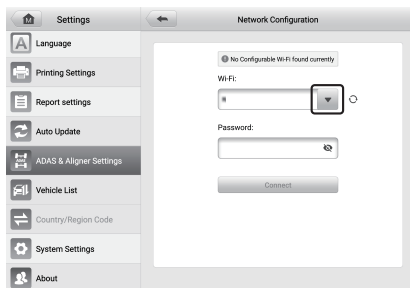 Settings
Network Configuration
Language
Printing Settings
Report settings
Auto Update
ADAS & Aligner Settings
Vehicle List
Country/Region Code
System Settings
About
No Configurable Wi-Fi found currently
Wi-Fi:
Password:
Connect